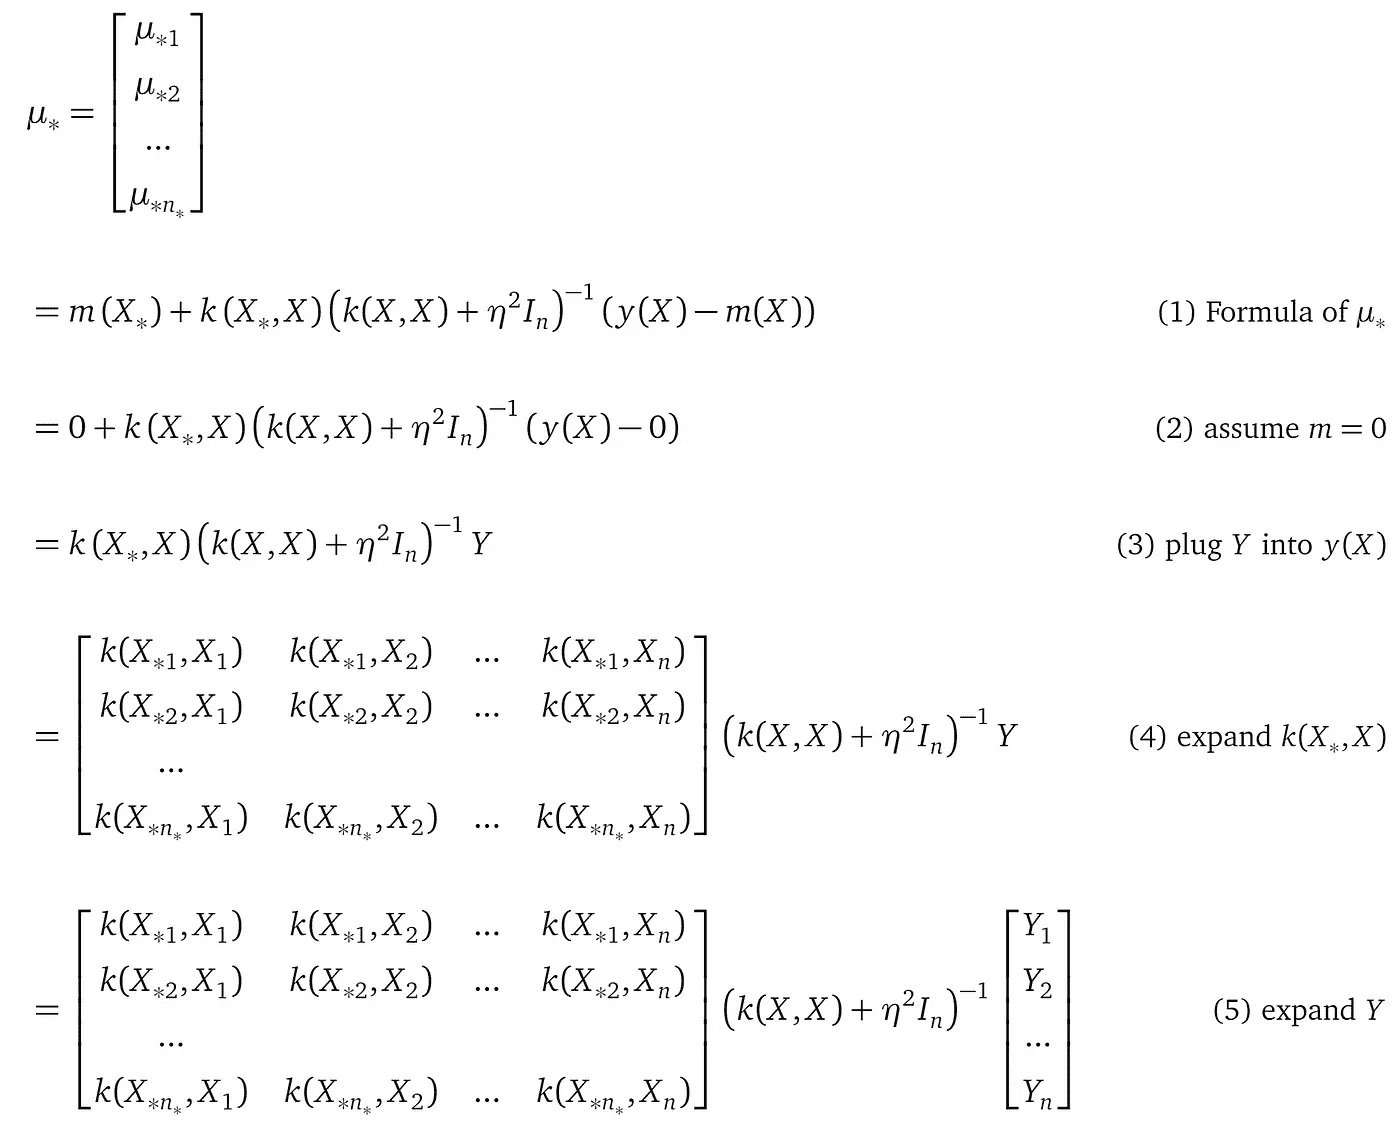 μ∗ = [ μ∗1
μ∗2
...
μ∗n∗ ]
= m (X∗) + k (X∗, X) (k(X, X) + η²Iₙ)⁻¹ (y(X) − m(X)) (1) Formula of μ∗
= 0 + k (X∗, X) (k(X, X) + η²Iₙ)⁻¹ (y(X) − 0) (2) assume m = 0
= k (X∗, X) (k(X, X) + η²Iₙ)⁻¹ Y (3) plug Y into y(X)
= [ k(X∗1, X₁) k(X∗1, X₂) ... k(X∗1, Xₙ)
k(X∗2, X₁) k(X∗2, X₂) ... k(X∗2, Xₙ)
...
k(X∗n∗, X₁) k(X∗n∗, X₂) ... k(X∗n∗, Xₙ) ] (k(X, X) + η²Iₙ)⁻¹ Y (4) expand k(X∗, X)
= [ k(X∗1, X₁) k(X∗1, X₂) ... k(X∗1, Xₙ)
k(X∗2, X₁) k(X∗2, X₂) ... k(X∗2, Xₙ)
...
k(X∗n∗, X₁) k(X∗n∗, X₂) ... k(X∗n∗, Xₙ) ] (k(X, X) + η²Iₙ)⁻¹ [ Y₁
Y₂
...
Yₙ ] (5) expand Y